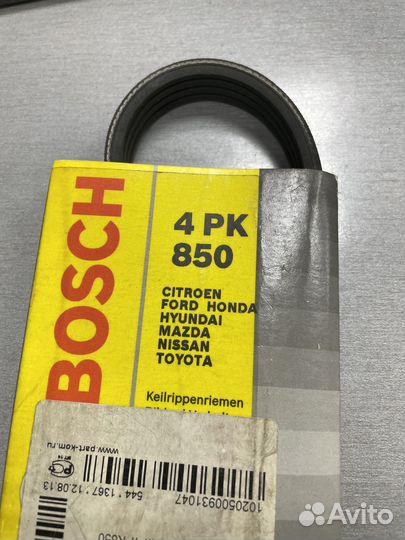 BOSCH
4 PK
850
CITROEN
FORD HONDA
HYUNDAI
MAZDA
NISSAN
TOYOTA
Keilrippenriemen
www.part-kom.ru
544 * 1367 * 12.08.13
1020500931047
Avito